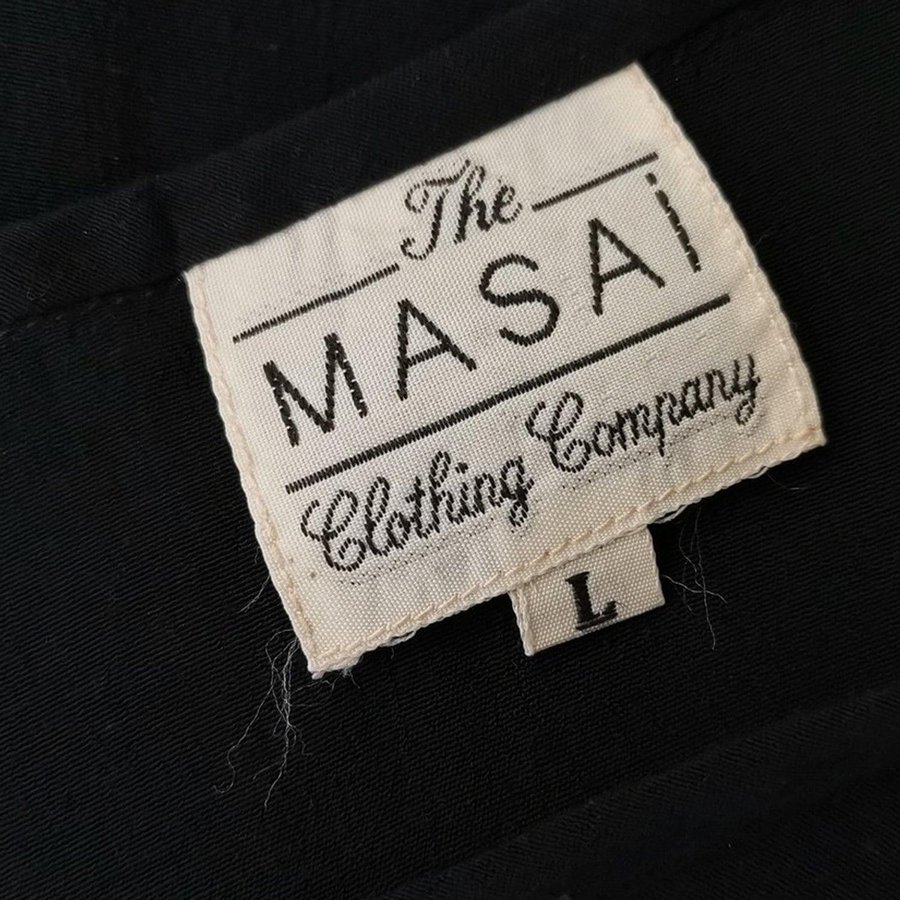 The
MASAi
Clothing Company
L